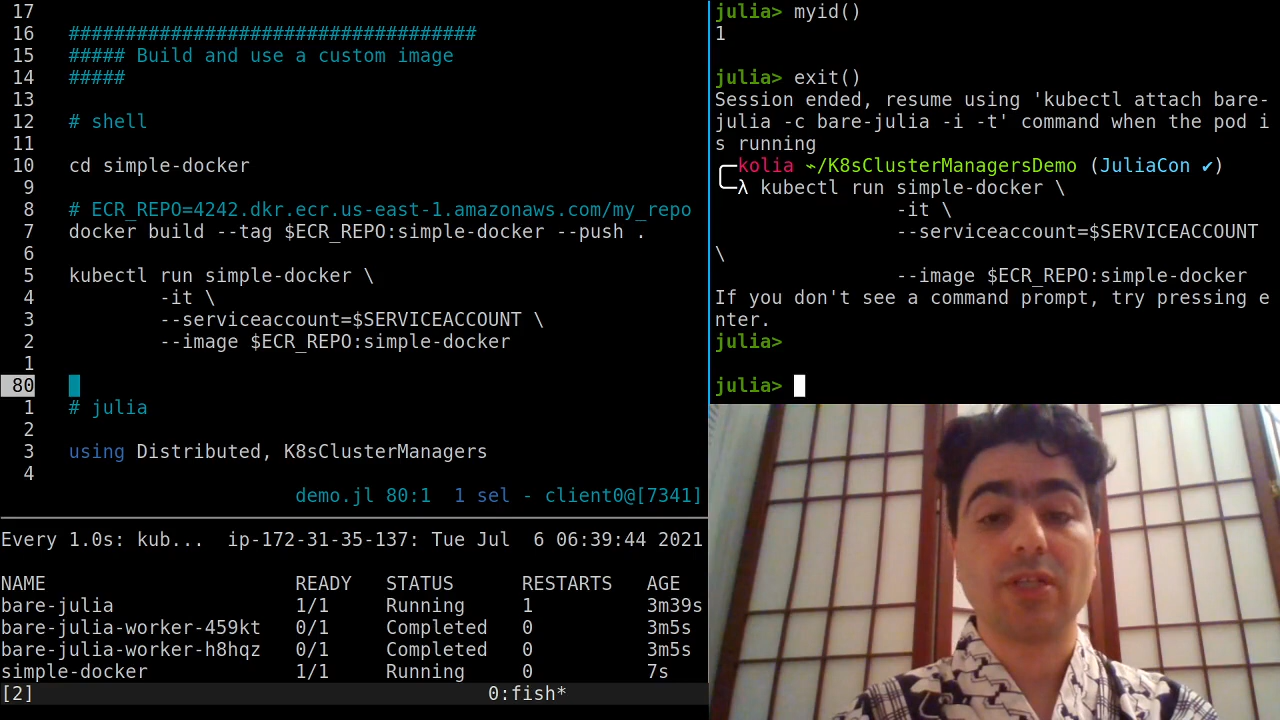 17
16 ####################################
15 ##### Build and use a custom image
14 #####
13
12 # shell
11
10 cd simple-docker
9
8 # ECR_REPO=4242.dkr.ecr.us-east-1.amazonaws.com/my_repo
7 docker build --tag $ECR_REPO:simple-docker --push .
6
5 kubectl run simple-docker \
4 -it \
3 --serviceaccount=$SERVICEACCOUNT \
2 --image $ECR_REPO:simple-docker
1
80
1 # julia
2
3 using Distributed, K8sClusterManagers
4
demo.jl 80:1 1 sel - client0@[7341]
Every 1.0s: kub... ip-172-31-35-137: Tue Jul 6 06:39:44 2021
NAME READY STATUS RESTARTS AGE
bare-julia 1/1 Running 1 3m39s
bare-julia-worker-459kt 0/1 Completed 0 3m5s
bare-julia-worker-h8hqz 0/1 Completed 0 3m5s
simple-docker 1/1 Running 0 7s
[2] 0:fish*
julia> myid()
1
julia> exit()
Session ended, resume using 'kubectl attach bare-
julia -c bare-julia -i -t' command when the pod i
s running
kolia ~/K8sClusterManagersDemo (JuliaCon ✔)
λ kubectl run simple-docker \
-it \
--serviceaccount=$SERVICEACCOUNT
\
--image $ECR_REPO:simple-docker
If you don't see a command prompt, try pressing e
nter.
julia>
julia>